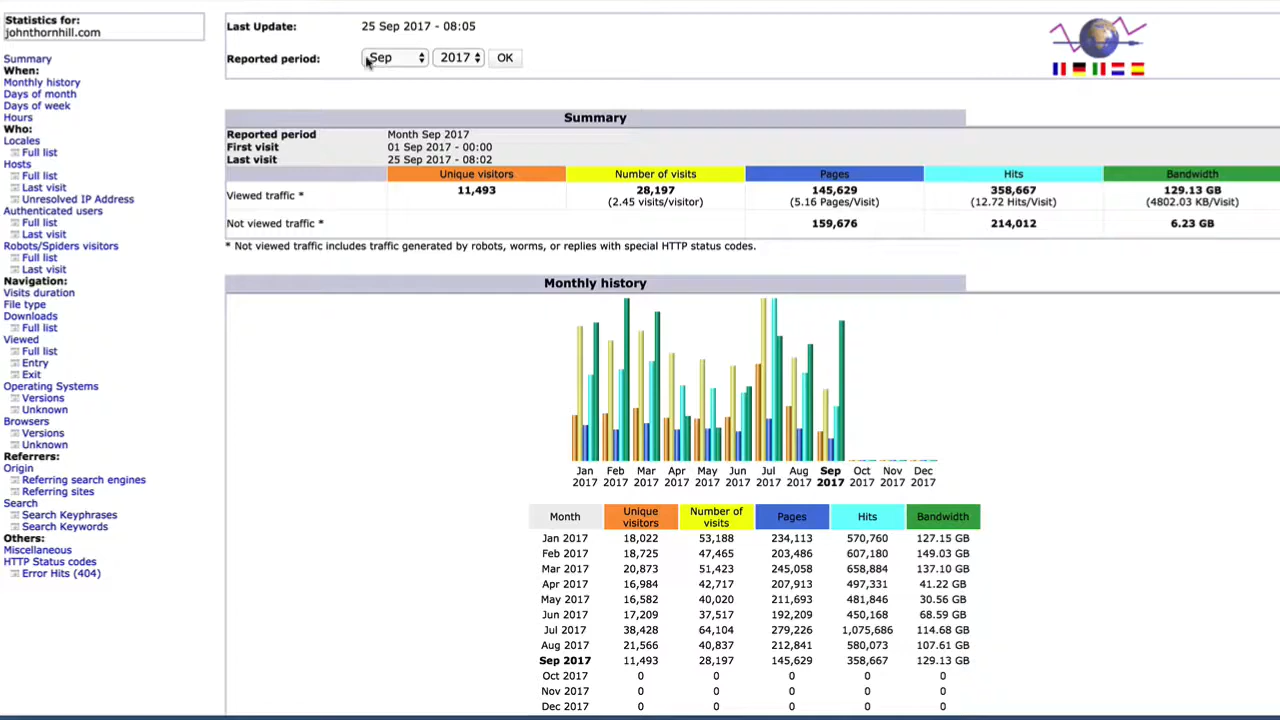 Statistics for:
johnthornhill.com
Summary
When:
Monthly history
Days of month
Days of week
Hours
Who:
Locales
Full list
Hosts
Full list
Last visit
Unresolved IP Address
Authenticated users
Full list
Last visit
Robots/Spiders visitors
Full list
Last visit
Navigation:
Visits duration
File type
Downloads
Full list
Viewed
Full list
Entry
Exit
Operating Systems
Versions
Unknown
Browsers
Versions
Unknown
Referrers:
Origin
Referring search engines
Referring sites
Search
Search Keyphrases
Search Keywords
Others:
Miscellaneous
HTTP Status codes
Error Hits (404)
Last Update: 25 Sep 2017 - 08:05
Reported period: Sep 2017 OK
Summary
Reported period Month Sep 2017
First visit 01 Sep 2017 - 00:00
Last visit 25 Sep 2017 - 08:02
Unique visitors Number of visits Pages Hits Bandwidth
Viewed traffic * 11,493 28,197 145,629 358,667 129.13 GB
(2.45 visits/visitor) (5.16 Pages/Visit) (12.72 Hits/Visit) (4802.03 KB/Visit)
Not viewed traffic * 159,676 214,012 6.23 GB
* Not viewed traffic includes traffic generated by robots, worms, or replies with special HTTP status codes.
Monthly history
Jan Feb Mar Apr May Jun Jul Aug Sep Oct Nov Dec
2017 2017 2017 2017 2017 2017 2017 2017 2017 2017 2017 2017
Month Unique visitors Number of visits Pages Hits Bandwidth
Jan 2017 18,022 53,188 234,113 570,760 127.15 GB
Feb 2017 18,725 47,465 203,486 607,180 149.03 GB
Mar 2017 20,873 51,423 245,058 658,884 137.10 GB
Apr 2017 16,984 42,717 207,913 497,331 41.22 GB
May 2017 16,582 40,020 211,693 481,846 30.56 GB
Jun 2017 17,209 37,517 192,209 450,168 68.59 GB
Jul 2017 38,428 64,104 279,226 1,075,686 114.68 GB
Aug 2017 21,566 40,837 212,841 580,073 107.61 GB
Sep 2017 11,493 28,197 145,629 358,667 129.13 GB
Oct 2017 0 0 0 0 0
Nov 2017 0 0 0 0 0
Dec 2017 0 0 0 0 0